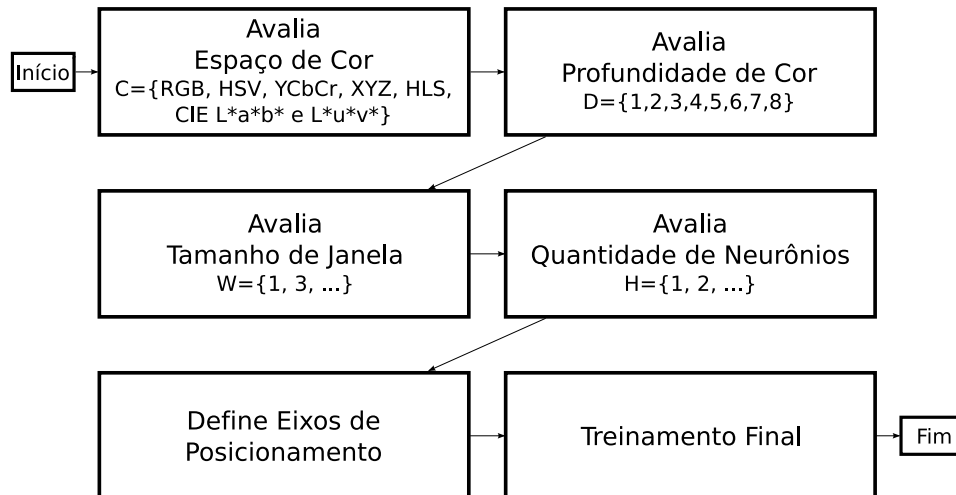 Início
Avalia
Espaço de Cor
C={RGB, HSV, YCbCr, XYZ, HLS,
CIE L*a*b* e L*u*v*}
Avalia
Profundidade de Cor
D={1,2,3,4,5,6,7,8}
Avalia
Tamanho de Janela
W={1, 3, ...}
Avalia
Quantidade de Neurônios
H={1, 2, ...}
Define Eixos de
Posicionamento
Treinamento Final
Fim